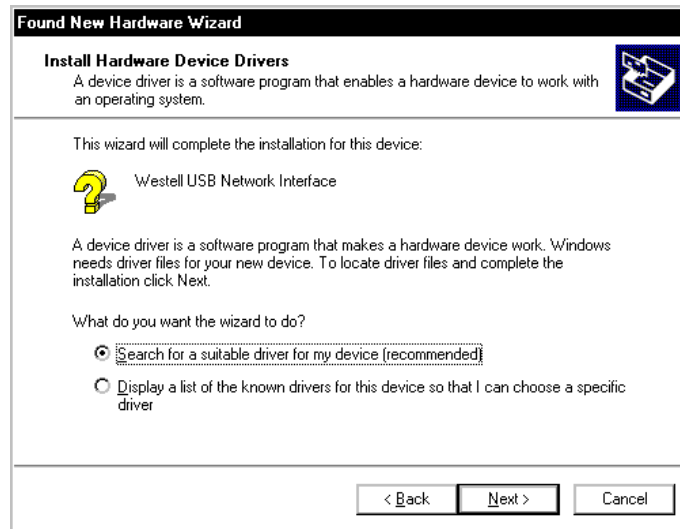 Found New Hardware Wizard
Install Hardware Device Drivers
A device driver is a software program that enables a hardware device to work with
an operating system.
This wizard will complete the installation for this device:
Westell USB Network Interface
A device driver is a software program that makes a hardware device work. Windows
needs driver files for your new device. To locate driver files and complete the
installation click Next.
What do you want the wizard to do?
Search for a suitable driver for my device (recommended)
Display a list of the known drivers for this device so that I can choose a specific
driver
< Back Next > Cancel